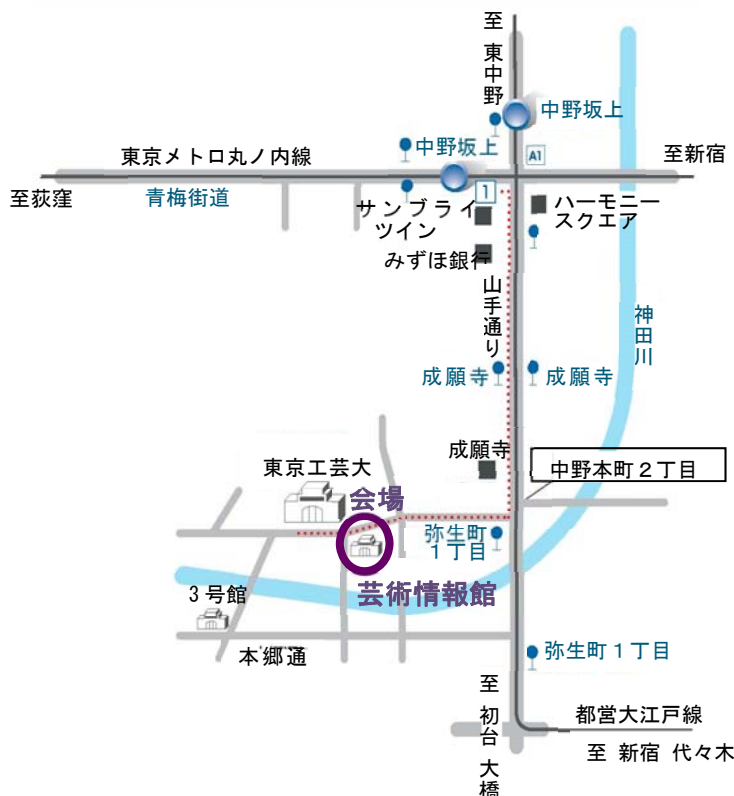 至 東中野
中野坂上
中野坂上
A1
東京メトロ丸ノ内線
至新宿
至荻窪
青梅街道
1
サンブライ
ツイン
ハーモニー
スクエア
みずほ銀行
山手通り
神田川
成願寺
成願寺
成願寺
中野本町２丁目
東京工芸大
会場
弥生町
１丁目
芸術情報館
３号館
本郷通
弥生町１丁目
至 初台 大橋
都営大江戸線
至 新宿 代々木